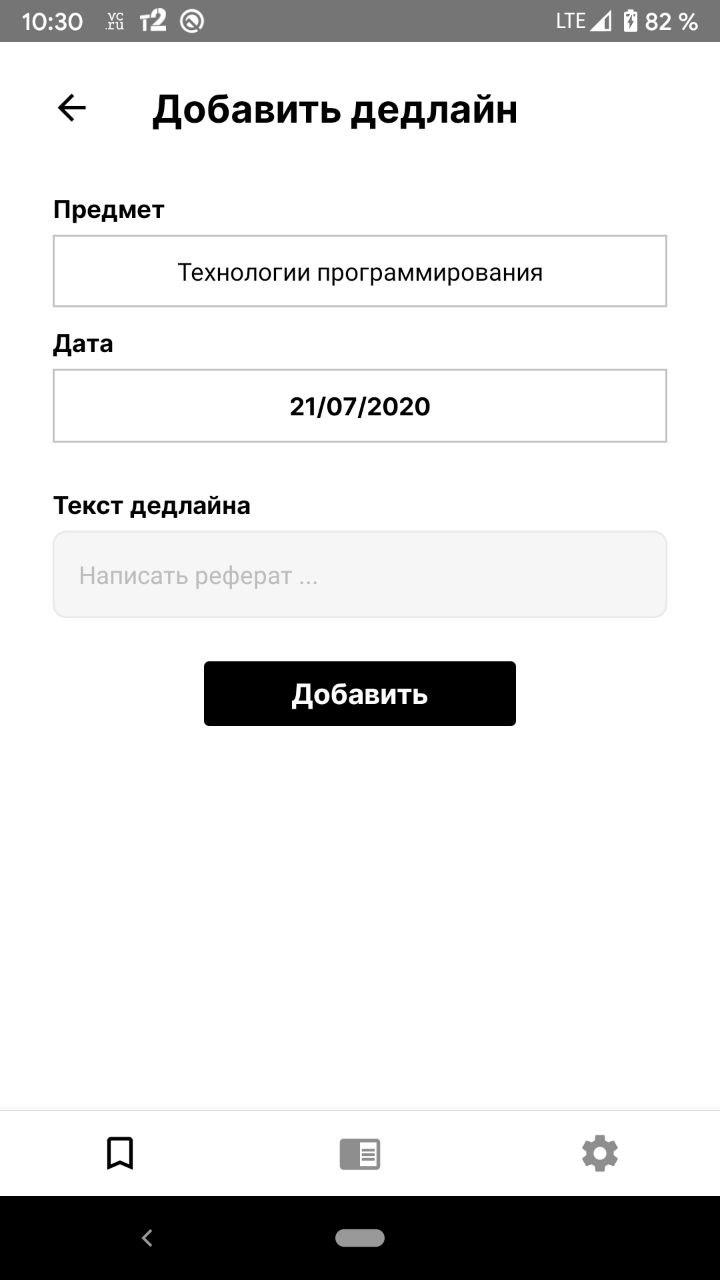 10:30 vc.ru T2 LTE 82 %
Добавить дедлайн
Предмет
Технологии программирования
Дата
21/07/2020
Текст дедлайна
Написать реферат ...
Добавить